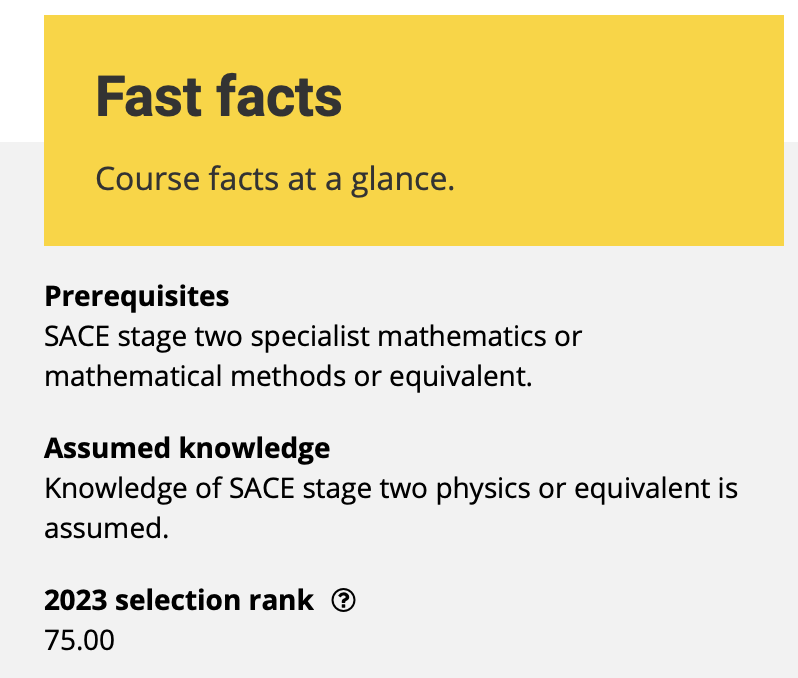 Fast facts
Course facts at a glance.
Prerequisites
SACE stage two specialist mathematics or
mathematical methods or equivalent.
Assumed knowledge
Knowledge of SACE stage two physics or equivalent is
assumed.
2023 selection rank ?
75.00